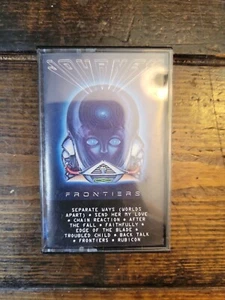 JOURNEY
FRONTIERS
SEPARATE WAYS (WORLDS
APART) ★ SEND HER MY LOVE
★ CHAIN REACTION ★ AFTER
THE FALL ★ FAITHFULLY ★
EDGE OF THE BLADE ★
TROUBLED CHILD ★ BACK TALK
★ FRONTIERS ★ RUBICON